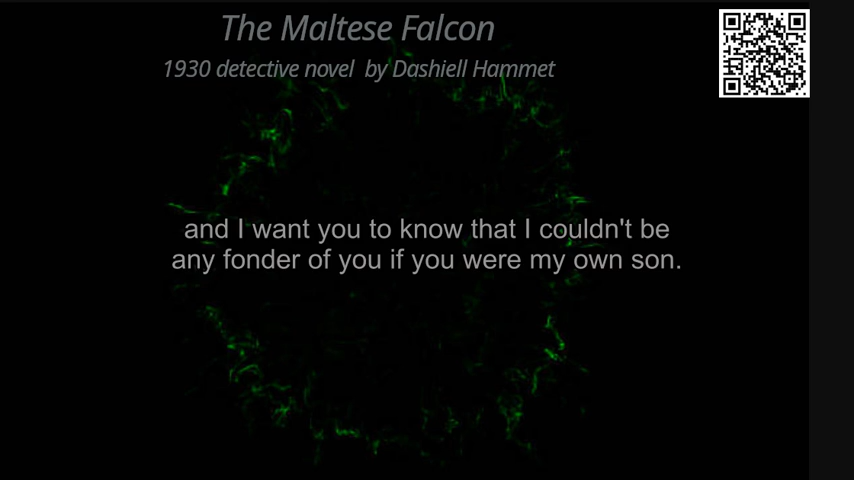 The Maltese Falcon
1930 detective novel by Dashiell Hammet
and I want you to know that I couldn't be
any fonder of you if you were my own son.